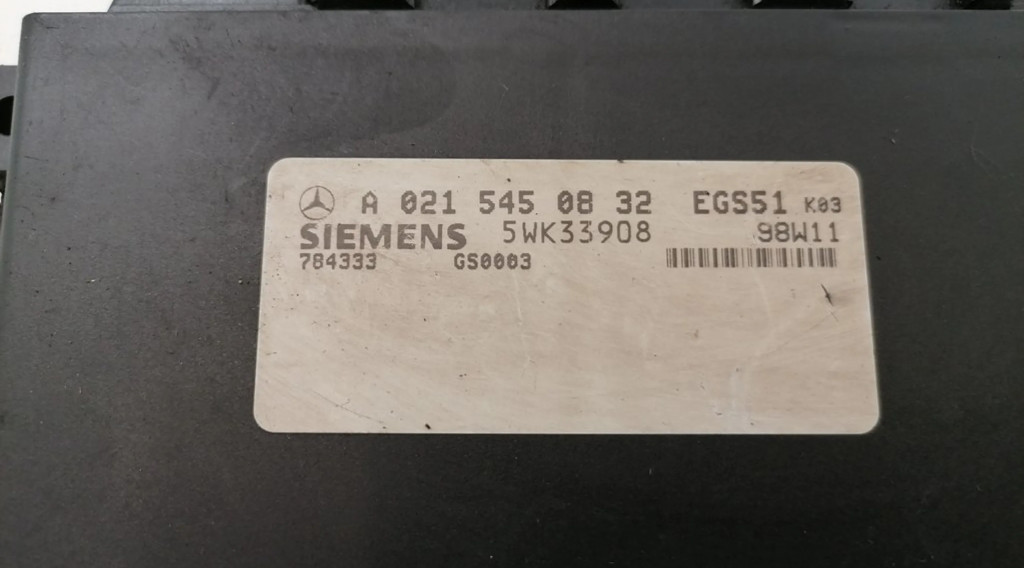 A 021 545 08 32 EGS51 K03
SIEMENS 5WK33908 98W11
784333 GS0003